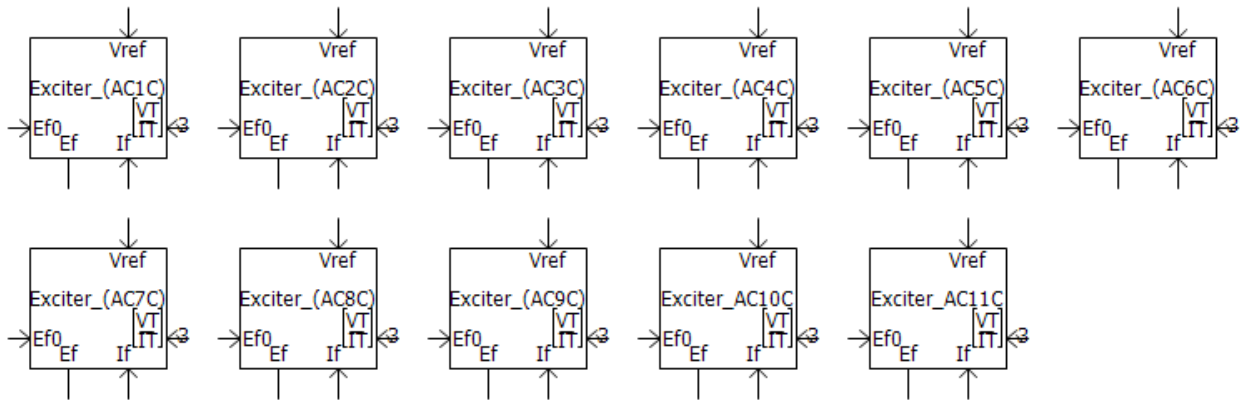 Vref Vref Vref Vref Vref Vref
Exciter_(AC1C) Exciter_(AC2C) Exciter_(AC3C) Exciter_(AC4C) Exciter_(AC5C) Exciter_(AC6C)
VT VT VT VT VT VT
Ef0 IT 3 Ef0 IT 3 Ef0 IT 3 Ef0 IT 3 Ef0 IT 3 Ef0 IT 3
Ef If Ef If Ef If Ef If Ef If Ef If
Vref Vref Vref Vref Vref
Exciter_(AC7C) Exciter_(AC8C) Exciter_(AC9C) Exciter_AC10C Exciter_AC11C
VT VT VT VT VT
Ef0 IT 3 Ef0 IT 3 Ef0 IT 3 Ef0 IT 3 Ef0 IT 3
Ef If Ef If Ef If Ef If Ef If